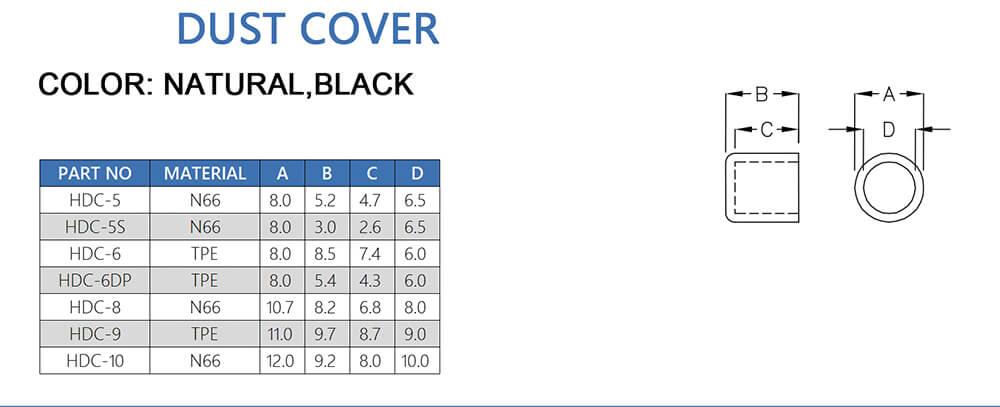 DUST COVER
COLOR: NATURAL,BLACK
PART NO MATERIAL A B C D
HDC-5 N66 8.0 5.2 4.7 6.5
HDC-5S N66 8.0 3.0 2.6 6.5
HDC-6 TPE 8.0 8.5 7.4 6.0
HDC-6DP TPE 8.0 5.4 4.3 6.0
HDC-8 N66 10.7 8.2 6.8 8.0
HDC-9 TPE 11.0 9.7 8.7 9.0
HDC-10 N66 12.0 9.2 8.0 10.0
B A
C D